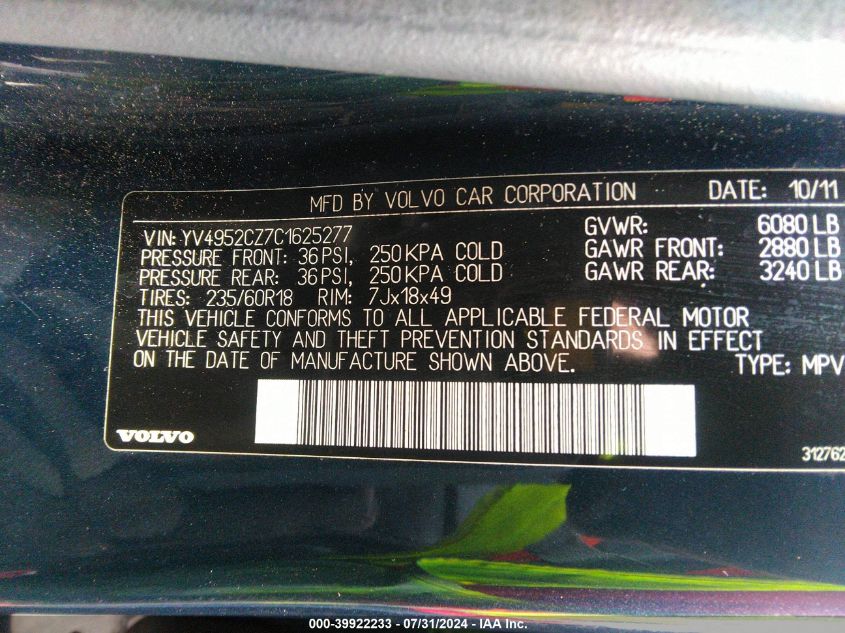 MFD BY VOLVO CAR CORPORATION DATE: 10/11
VIN: YV4952CZ7C1625277 GVWR: 6080 LB
PRESSURE FRONT: 36 PSI, 250 KPA COLD GAWR FRONT: 2880 LB
PRESSURE REAR: 36 PSI, 250 KPA COLD GAWR REAR: 3240 LB
TIRES: 235/60R18 RIM: 7Jx18x49
THIS VEHICLE CONFORMS TO ALL APPLICABLE FEDERAL MOTOR
VEHICLE SAFETY AND THEFT PREVENTION STANDARDS IN EFFECT
ON THE DATE OF MANUFACTURE SHOWN ABOVE. TYPE: MPV
VOLVO 312762
000-39922233 - 07/31/2024 - IAA Inc.